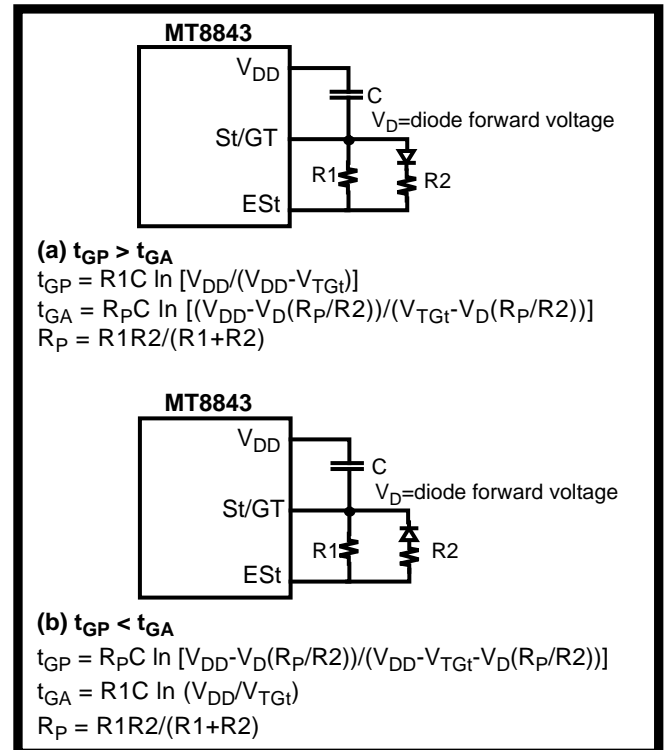 MT8843
VDD
C
VD=diode forward voltage
St/GT
R1
R2
ESt
(a) tGP > tGA
tGP = R1C ln [VDD/(VDD-VTGt)]
tGA = RPC ln [(VDD-VD(RP/R2))/(VTGt-VD(RP/R2))]
RP = R1R2/(R1+R2)
MT8843
VDD
C
VD=diode forward voltage
St/GT
R1
R2
ESt
(b) tGP < tGA
tGP = RPC ln [VDD-VD(RP/R2))/(VDD-VTGt-VD(RP/R2))]
tGA = R1C ln (VDD/VTGt)
RP = R1R2/(R1+R2)